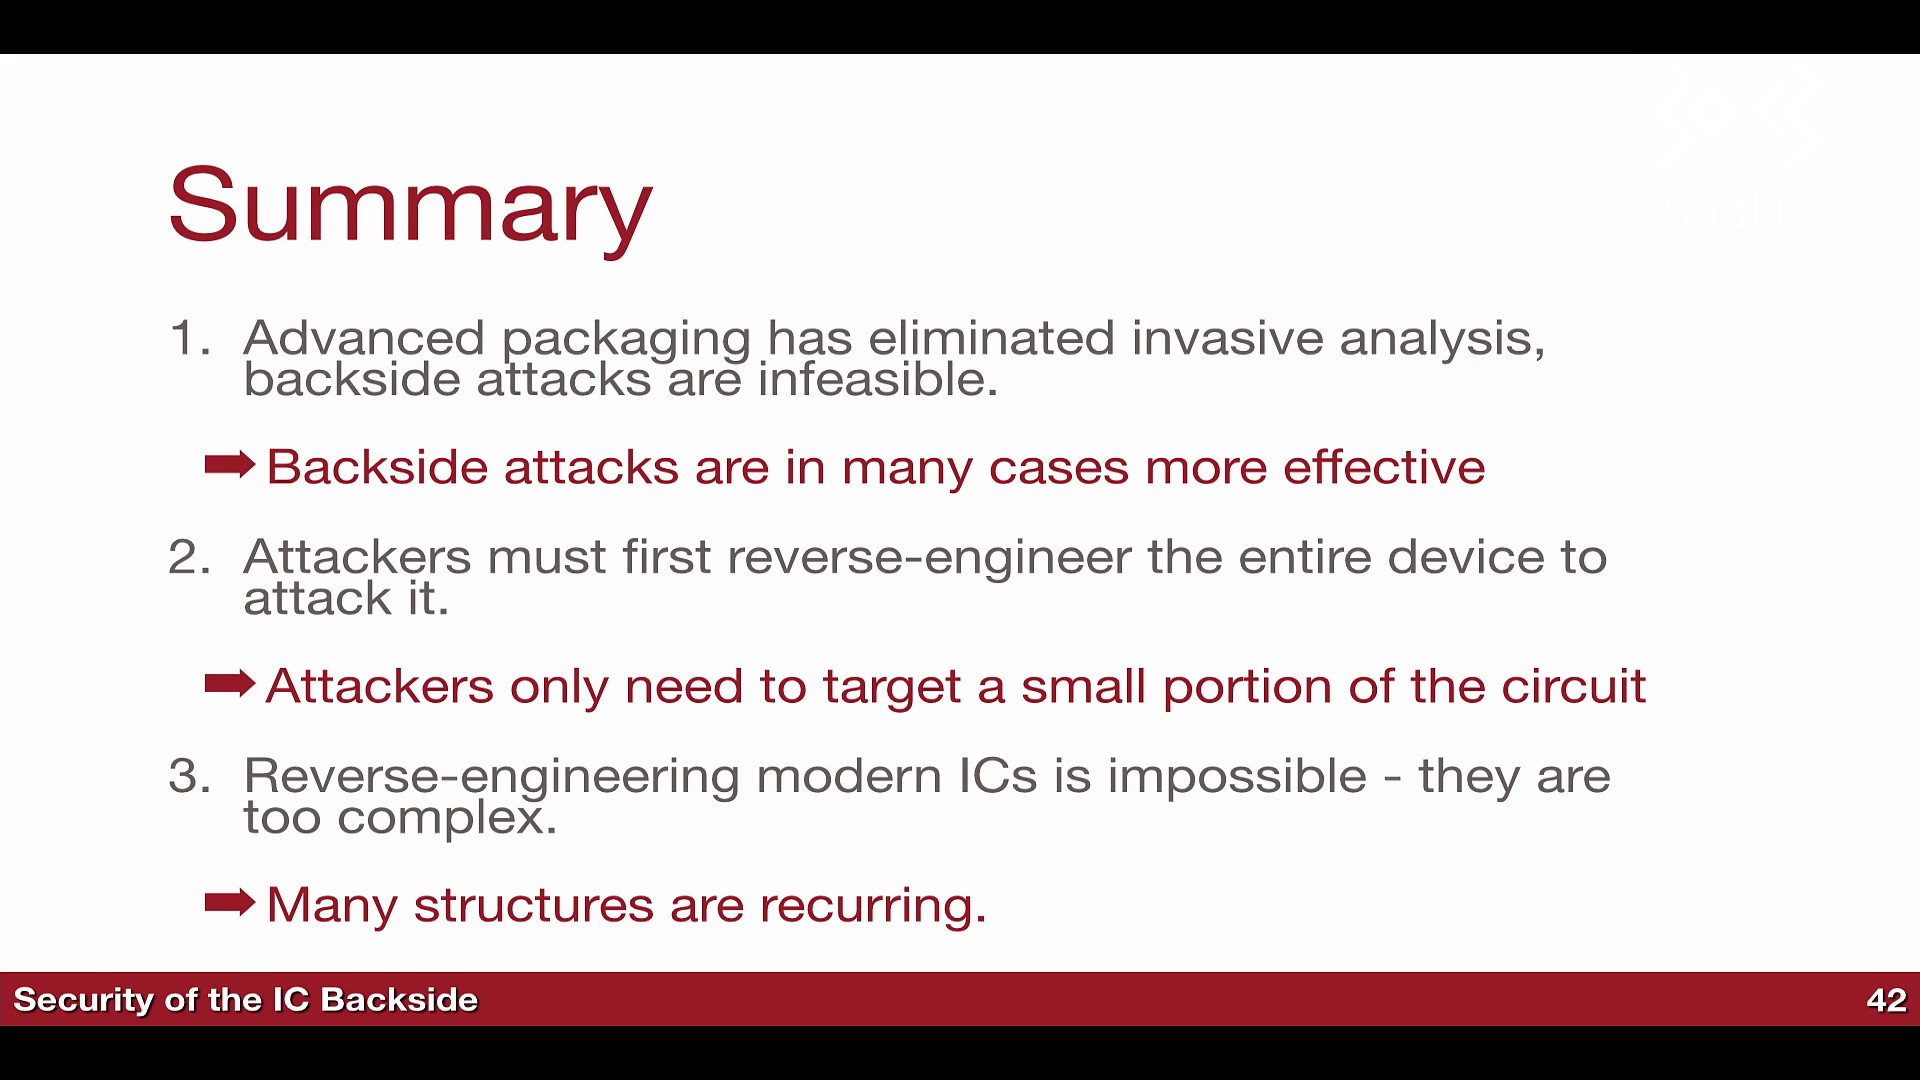 Summary
1. Advanced packaging has eliminated invasive analysis,
backside attacks are infeasible.
Backside attacks are in many cases more effective
2. Attackers must first reverse-engineer the entire device to
attack it.
Attackers only need to target a small portion of the circuit
3. Reverse-engineering modern ICs is impossible - they are
too complex.
Many structures are recurring.
Security of the IC Backside
42